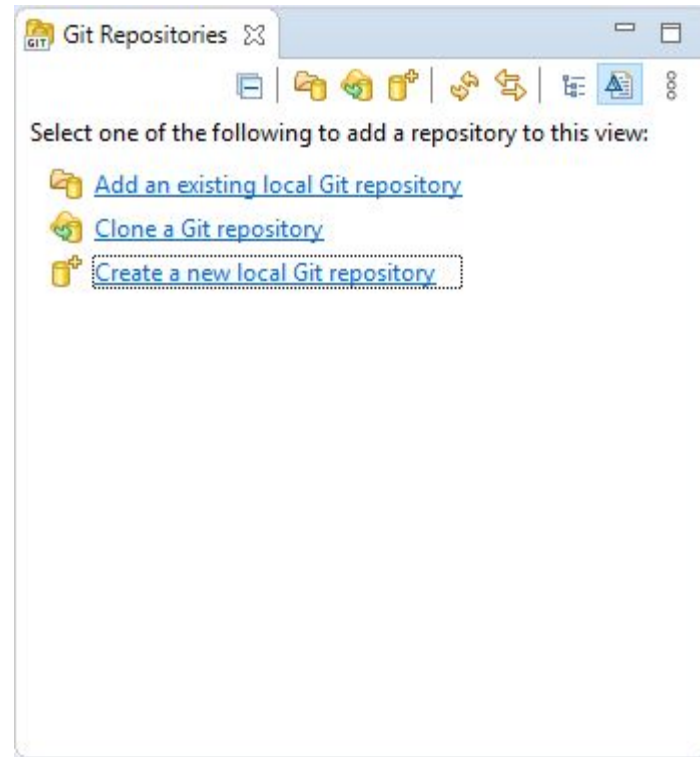 GIT Git Repositories
Select one of the following to add a repository to this view:
Add an existing local Git repository
Clone a Git repository
Create a new local Git repository